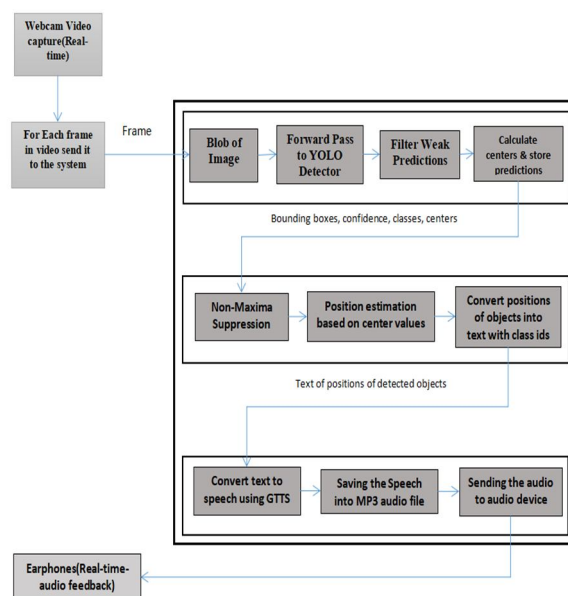 Webcam Video
capture(Real-
time)
For Each frame
in video send it
to the system
Frame
Blob of
Image
Forward Pass
to YOLO
Detector
Filter Weak
Predictions
Calculate
centers & store
predictions
Bounding boxes, confidence, classes, centers
Non-Maxima
Suppression
Position estimation
based on center
values
Convert positions
of objects into
text with class ids
Text of positions of detected objects
Convert text to
speech using GTTS
Saving the Speech
into MP3 audio file
Sending the audio
to audio device
Earphones(Real-time-
audio feedback)